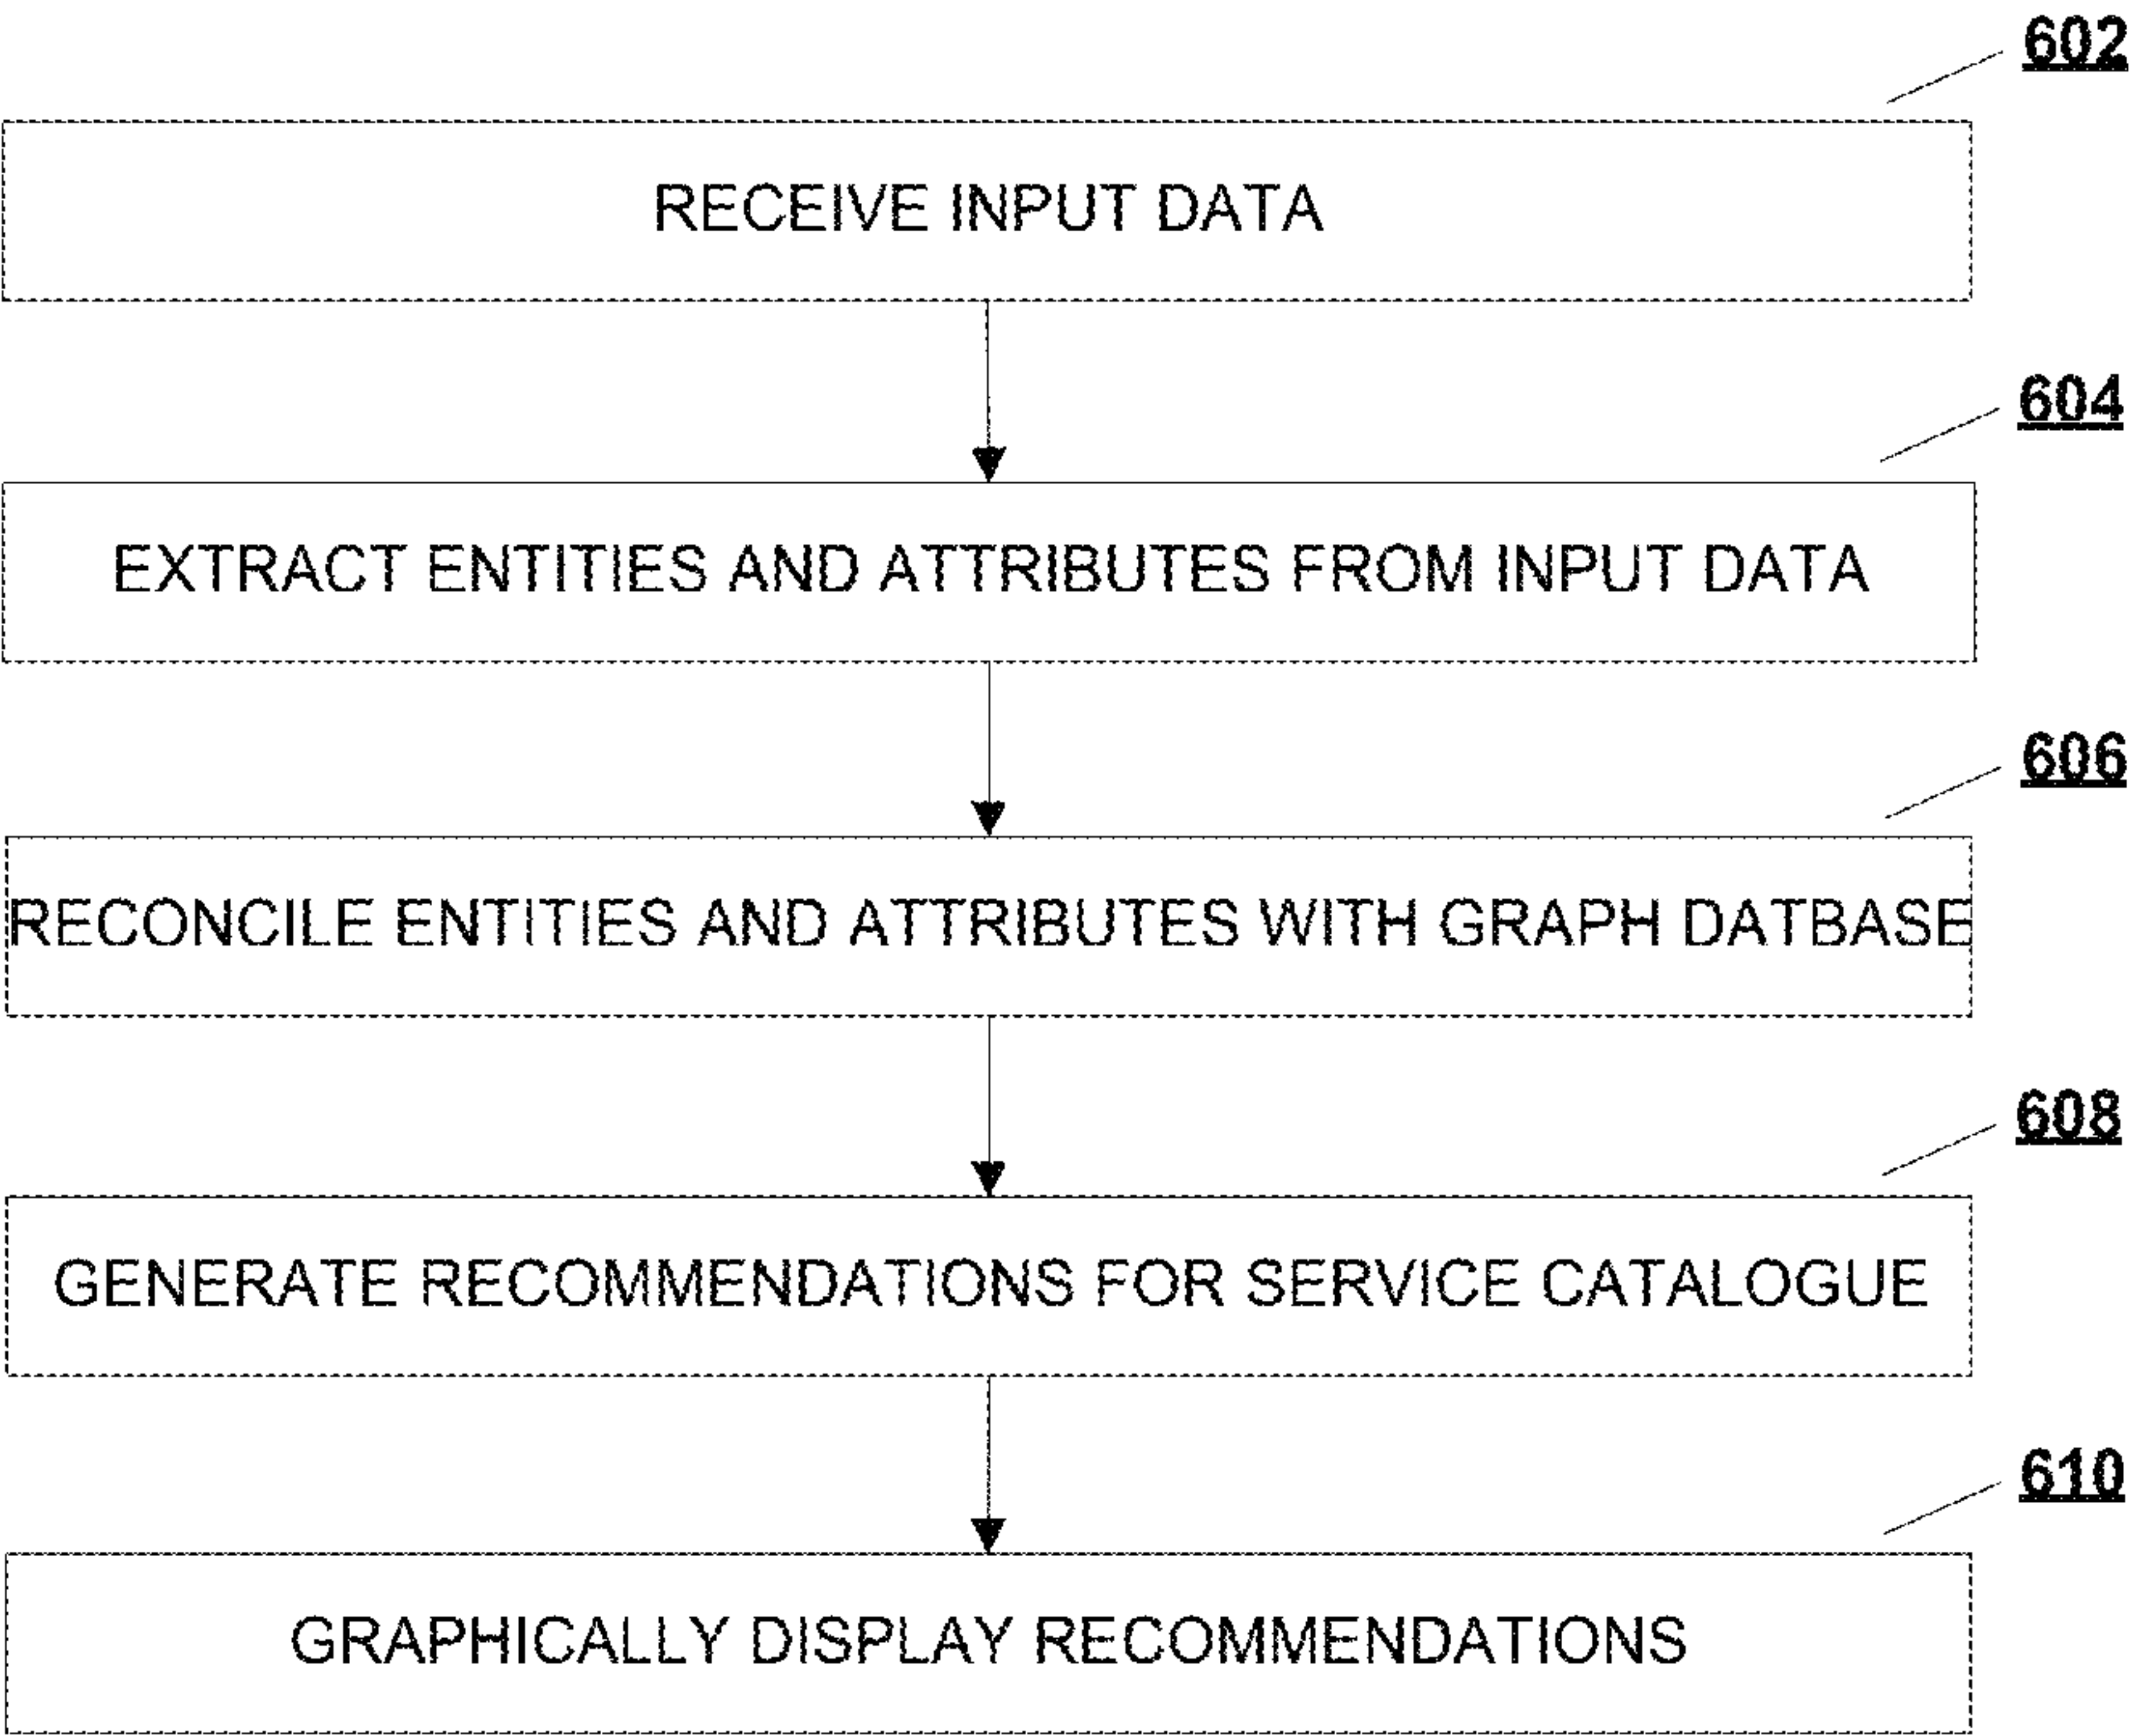 602
RECEIVE INPUT DATA
604
EXTRACT ENTITIES AND ATTRIBUTES FROM INPUT DATA
606
RECONCILE ENTITIES AND ATTRIBUTES WITH GRAPH DATBASE
608
GENERATE RECOMMENDATIONS FOR SERVICE CATALOGUE
610
GRAPHICALLY DISPLAY RECOMMENDATIONS